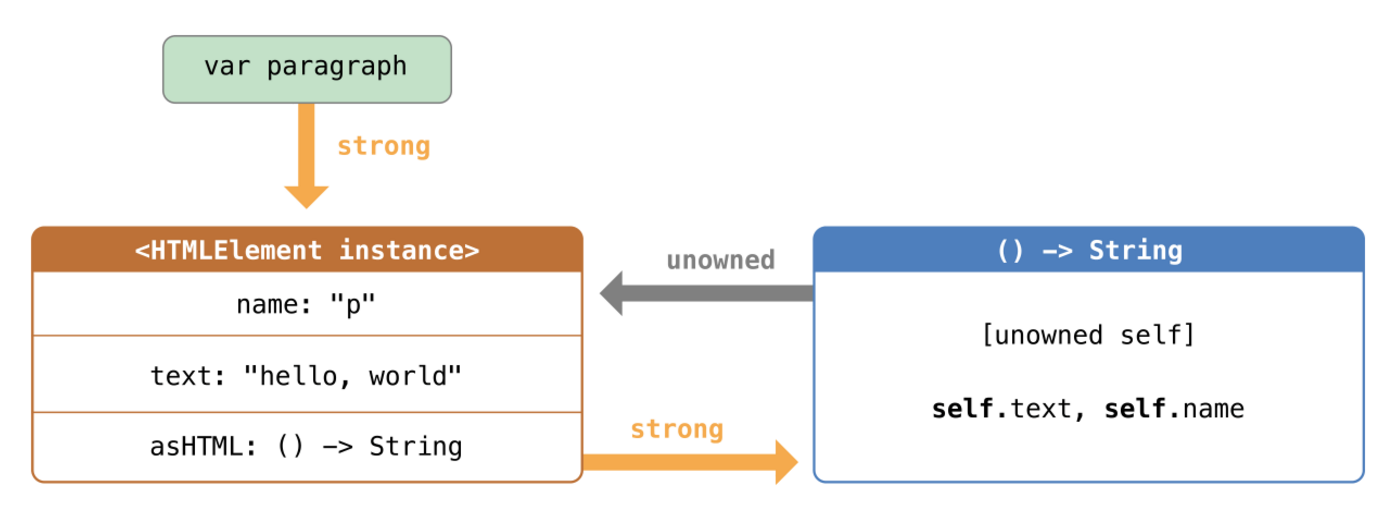 var paragraph
strong
<HTMLElement instance>
name: "p"
text: "hello, world"
asHTML: () -> String
unowned
strong
() -> String
[unowned self]
self.text, self.name